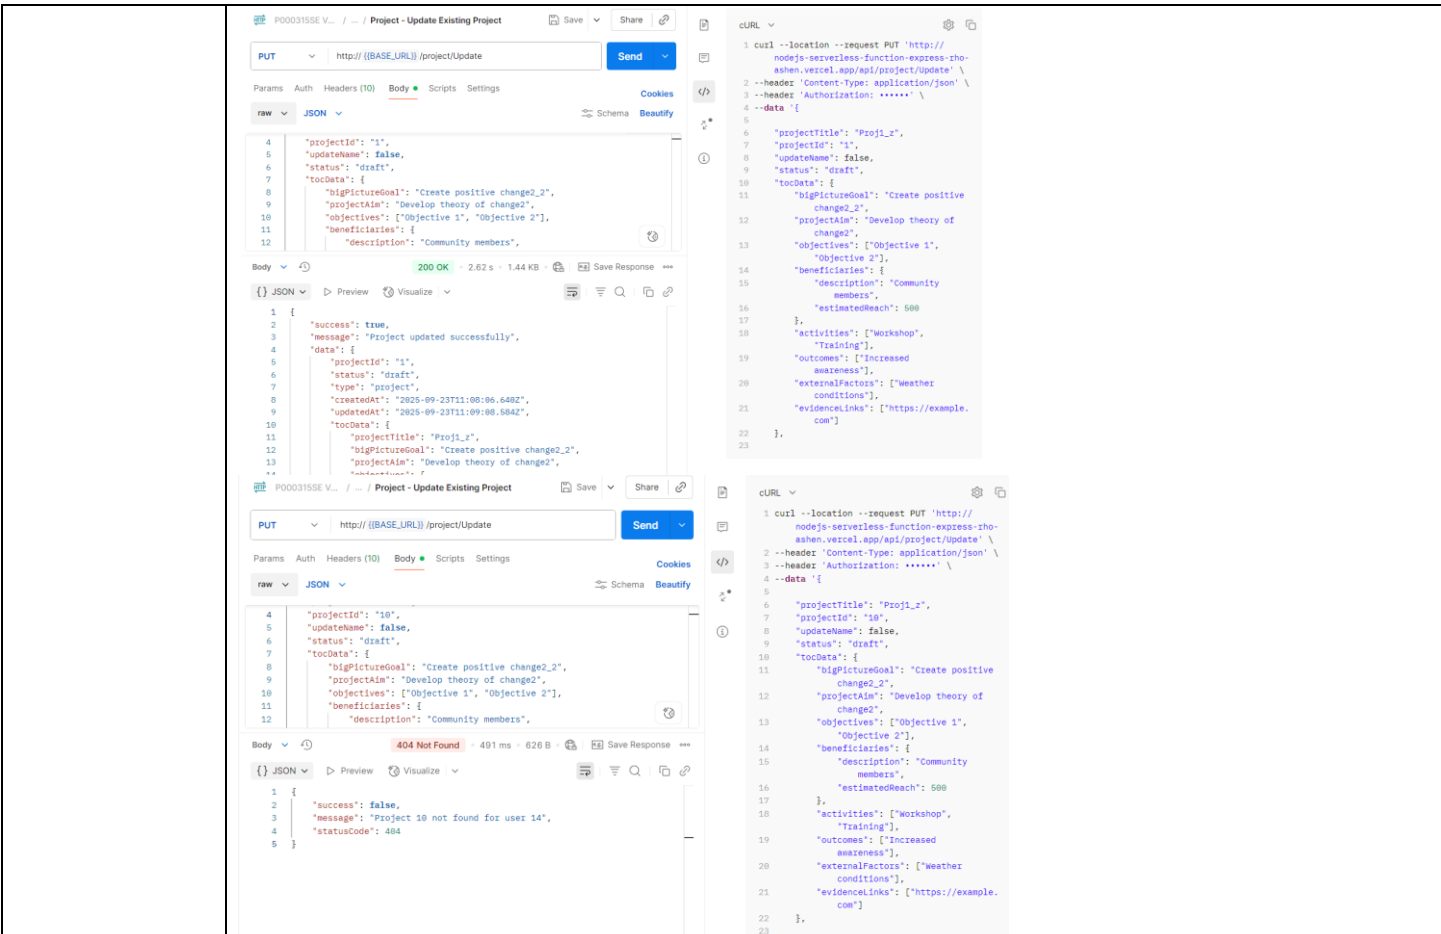 P000315SE V... / ... / Project - Update Existing Project Save Share
PUT http:// {{BASE_URL}} /project/Update Send
Params Auth Headers (10) Body Scripts Settings
Cookies
raw JSON Schema Beautify
4 "projectId": "1",
5 "updateName": false,
6 "status": "draft",
7 "tocData": {
8 "bigPictureGoal": "Create positive change2_2",
9 "projectAim": "Develop theory of change2",
10 "objectives": ["Objective 1", "Objective 2"],
11 "beneficiaries": {
12 "description": "Community members",
Body 200 OK 2.62 s 1.44 KB Save Response
{} JSON Preview Visualize
1 {
2 "success": true,
3 "message": "Project updated successfully",
4 "data": {
5 "projectId": "1",
6 "status": "draft",
7 "type": "project",
8 "createdAt": "2025-09-23T11:08:06.640Z",
9 "updatedAt": "2025-09-23T11:09:08.584Z",
10 "tocData": {
11 "projectTitle": "Proj1_z",
12 "bigPictureGoal": "Create positive change2_2",
13 "projectAim": "Develop theory of change2",
cURL
1 curl --location --request PUT 'http://
nodejs-serverless-function-express-rho-
ashen.vercel.app/api/project/Update' \
2 --header 'Content-Type: application/json' \
3 --header 'Authorization: ••••••' \
4 --data '{
5
6 "projectTitle": "Proj1_z",
7 "projectId": "1",
8 "updateName": false,
9 "status": "draft",
10 "tocData": {
11 "bigPictureGoal": "Create positive
change2_2",
12 "projectAim": "Develop theory of
change2",
13 "objectives": ["Objective 1",
"Objective 2"],
14 "beneficiaries": {
15 "description": "Community
members",
16 "estimatedReach": 500
17 },
18 "activities": ["Workshop",
"Training"],
19 "outcomes": ["Increased
awareness"],
20 "externalFactors": ["Weather
conditions"],
21 "evidenceLinks": ["https://example.
com"]
22 },
23
P000315SE V... / ... / Project - Update Existing Project Save Share
PUT http:// {{BASE_URL}} /project/Update Send
Params Auth Headers (10) Body Scripts Settings
Cookies
raw JSON Schema Beautify
4 "projectId": "10",
5 "updateName": false,
6 "status": "draft",
7 "tocData": {
8 "bigPictureGoal": "Create positive change2_2",
9 "projectAim": "Develop theory of change2",
10 "objectives": ["Objective 1", "Objective 2"],
11 "beneficiaries": {
12 "description": "Community members",
Body 404 Not Found 491 ms 626 B Save Response
{} JSON Preview Visualize
1 {
2 "success": false,
3 "message": "Project 10 not found for user 14",
4 "statusCode": 404
5 }
cURL
1 curl --location --request PUT 'http://
nodejs-serverless-function-express-rho-
ashen.vercel.app/api/project/Update' \
2 --header 'Content-Type: application/json' \
3 --header 'Authorization: ••••••' \
4 --data '{
5
6 "projectTitle": "Proj1_z",
7 "projectId": "10",
8 "updateName": false,
9 "status": "draft",
10 "tocData": {
11 "bigPictureGoal": "Create positive
change2_2",
12 "projectAim": "Develop theory of
change2",
13 "objectives": ["Objective 1",
"Objective 2"],
14 "beneficiaries": {
15 "description": "Community
members",
16 "estimatedReach": 500
17 },
18 "activities": ["Workshop",
"Training"],
19 "outcomes": ["Increased
awareness"],
20 "externalFactors": ["Weather
conditions"],
21 "evidenceLinks": ["https://example.
com"]
22 },
23